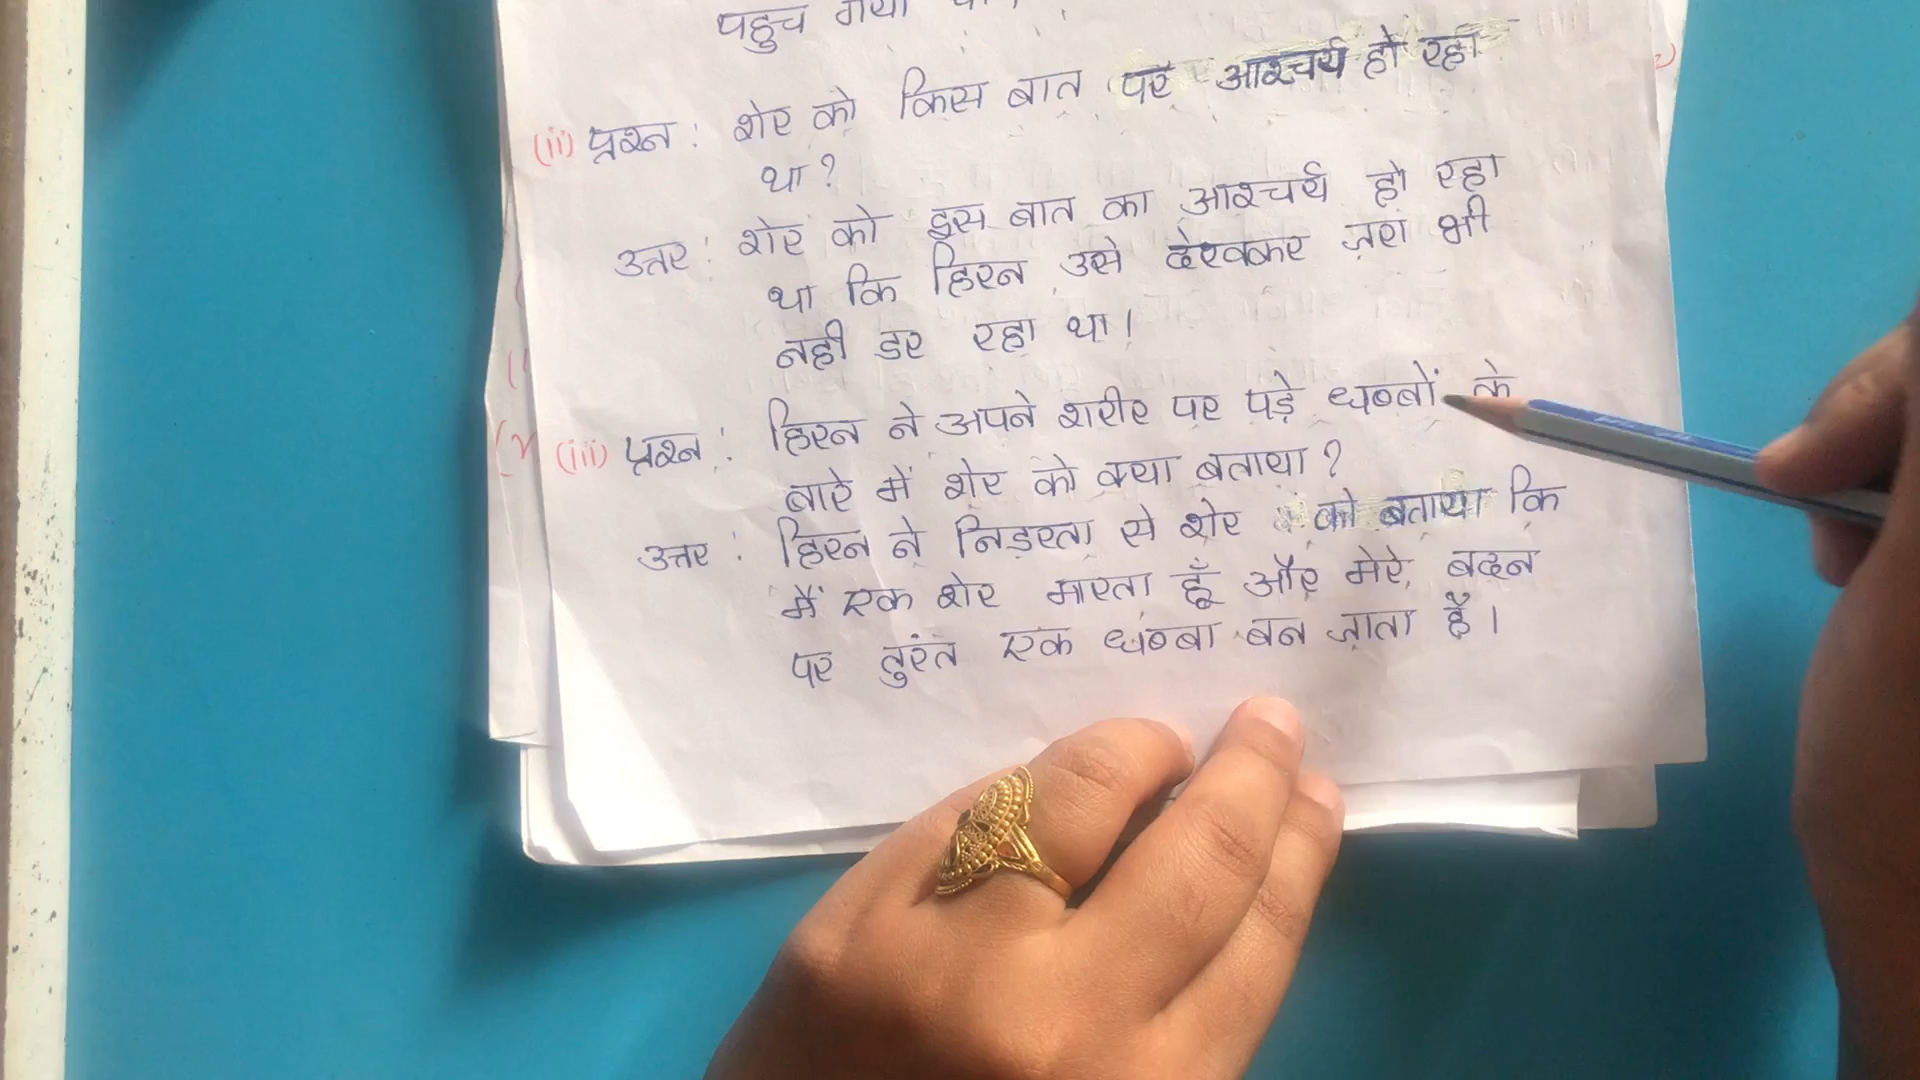 पहुच गया था।
(ii) प्रश्न : शेर को किस बात पर आश्चर्य हो रहा
था?
उत्तर : शेर को इस बात का आश्चर्य हो रहा
था कि हिरन उसे देखकर ज़रा भी
नही डर रहा था।
(iii) प्रश्न : हिरन ने अपने शरीर पर पड़े धब्बों के
बारे में शेर को क्या बताया?
उत्तर : हिरन ने निडरता से शेर को बताया कि
मैं एक शेर मारता हूँ और मेरे बदन
पर तुरंत एक धब्बा बन जाता है।